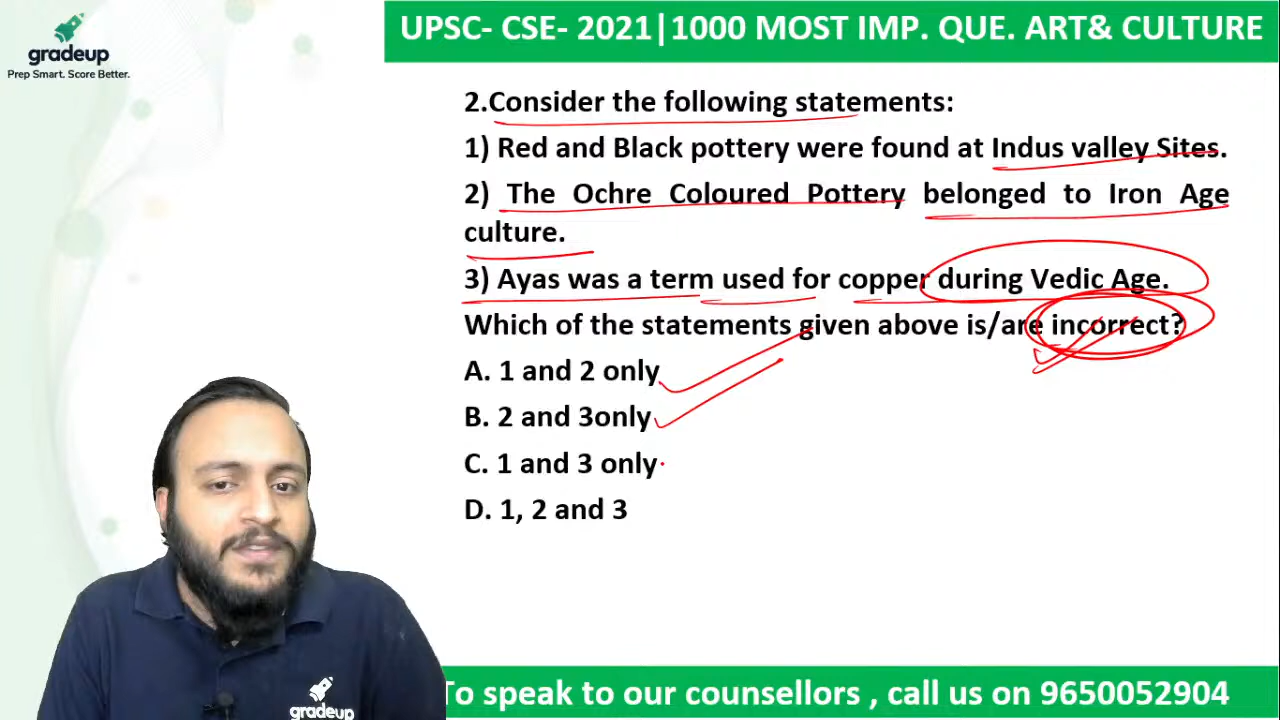 gradeup
Prep Smart. Score Better.
UPSC- CSE- 2021|1000 MOST IMP. QUE. ART& CULTURE
2.Consider the following statements:
1) Red and Black pottery were found at Indus valley Sites.
2) The Ochre Coloured Pottery belonged to Iron Age
culture.
3) Ayas was a term used for copper during Vedic Age.
Which of the statements given above is/are incorrect?
A. 1 and 2 only
B. 2 and 3only
C. 1 and 3 only
D. 1, 2 and 3
gradeup
To speak to our counsellors , call us on 9650052904